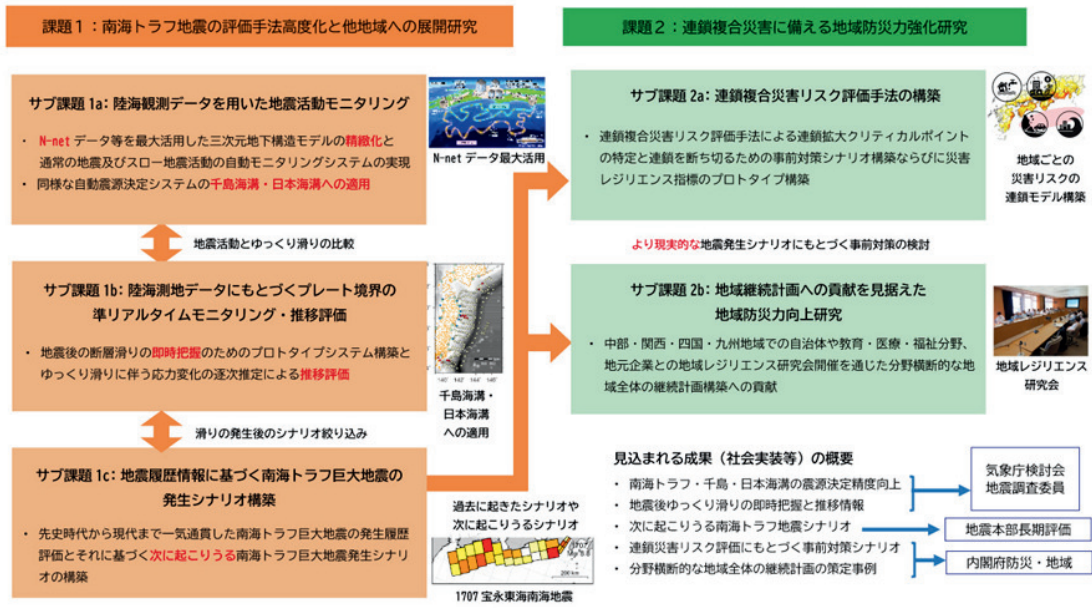 課題１：南海トラフ地震の評価手法高度化と他地域への展開研究
サブ課題 1a: 陸海観測データを用いた地震活動モニタリング
・ N-net データ等を最大活用した三次元地下構造モデルの精緻化と
通常の地震及びスロー地震活動の自動モニタリングシステムの実現
・ 同様な自動震源決定システムの千島海溝・日本海溝への適用
N-net データ最大活用
地震活動とゆっくり滑りの比較
サブ課題 1b: 陸海測地データにもとづくプレート境界の
準リアルタイムモニタリング・推移評価
・ 地震後の断層滑りの即時把握のためのプロトタイプシステム構築と
ゆっくり滑りに伴う応力変化の逐次推定による推移評価
140° 142° 144° 146°
千島海溝・
日本海溝
への適用
滑りの発生後のシナリオ絞り込み
サブ課題 1c: 地震履歴情報に基づく南海トラフ巨大地震の
発生シナリオ構築
・ 先史時代から現代まで一気通貫した南海トラフ巨大地震の発生履歴
評価とそれに基づく次に起こりうる南海トラフ巨大地震発生シナリ
オの構築
過去に起きたシナリオや
次に起こりうるシナリオ
1707
200 km
1707 宝永東海南海地震
課題２：連鎖複合災害に備える地域防災力強化研究
サブ課題 2a: 連鎖複合災害リスク評価手法の構築
・ 連鎖複合災害リスク評価手法による連鎖拡大クリティカルポイント
の特定と連鎖を断ち切るための事前対策シナリオ構築ならびに災害
レジリエンス指標のプロトタイプ構築
地域ごとの
災害リスクの
連鎖モデル構築
より現実的な地震発生シナリオにもとづく事前対策の検討
サブ課題 2b: 地域継続計画への貢献を見据えた
地域防災力向上研究
・ 中部・関西・四国・九州地域での自治体や教育・医療・福祉分野、
地元企業との地域レジリエンス研究会開催を通じた分野横断的な地
域全体の継続計画構築への貢献
地域レジリエンス
研究会
見込まれる成果（社会実装等）の概要
・ 南海トラフ・千島・日本海溝の震源決定精度向上
・ 地震後ゆっくり滑りの即時把握と推移情報
・ 次に起こりうる南海トラフ地震シナリオ
・ 連鎖災害リスク評価にもとづく事前対策シナリオ
・ 分野横断的な地域全体の継続計画の策定事例
気象庁検討会
地震調査委員
地震本部長期評価
内閣府防災・地域